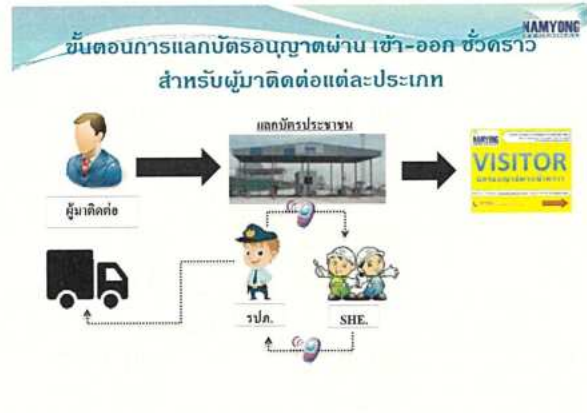 NAMYONG
ขั้นตอนการแลกบัตรอนุญาตผ่าน เข้า-ออก ชั่วคราว
สำหรับผู้มาติดต่อแต่ละประเภท
แลกบัตรประชาชน
NAMYONG
VISITOR
ผู้มาติดต่อ
รปภ.
SHE.